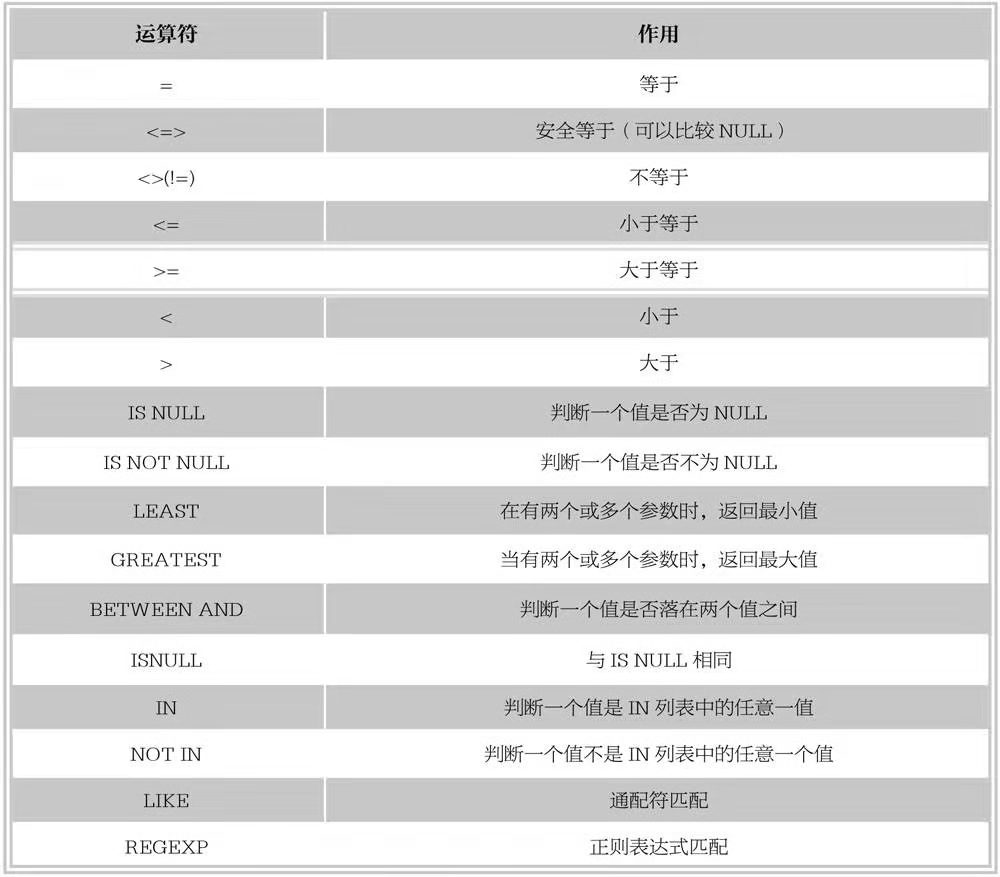 运算符 作用
= 等于
<=> 安全等于（可以比较NULL）
<>(!=) 不等于
<= 小于等于
>= 大于等于
< 小于
> 大于
IS NULL 判断一个值是否为 NULL
IS NOT NULL 判断一个值是否不为 NULL
LEAST 在有两个或多个参数时，返回最小值
GREATEST 当有两个或多个参数时，返回最大值
BETWEEN AND 判断一个值是否落在两个值之间
ISNULL 与 IS NULL 相同
IN 判断一个值是 IN 列表中的任意一值
NOT IN 判断一个值不是 IN 列表中的任意一个值
LIKE 通配符匹配
REGEXP 正则表达式匹配